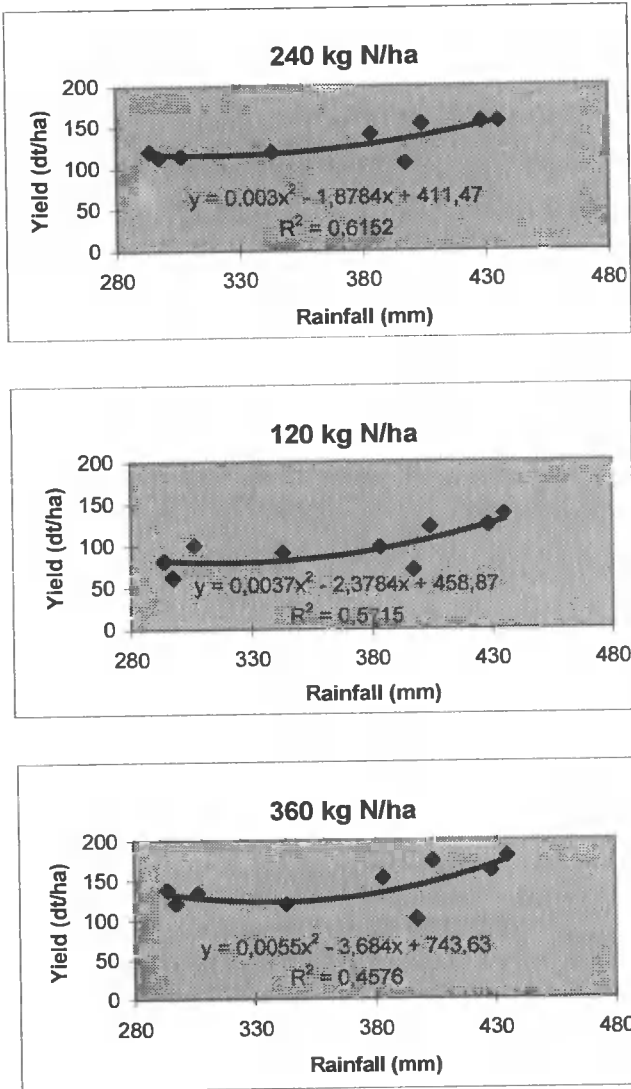 240 kg N/ha
200
150
100
50
0
Yield (dt/ha)
y = 0,003x² - 1,8784x + 411,47
R² = 0,6152
280 330 380 430 480
Rainfall (mm)
120 kg N/ha
200
150
100
50
0
Yield (dt/ha)
y = 0,0037x² - 2,3784x + 458,87
R² = 0,5715
280 330 380 430 480
Rainfall (mm)
360 kg N/ha
200
150
100
50
0
Yield (dt/ha)
y = 0,0055x² - 3,684x + 743,63
R² = 0,4576
280 330 380 430 480
Rainfall (mm)